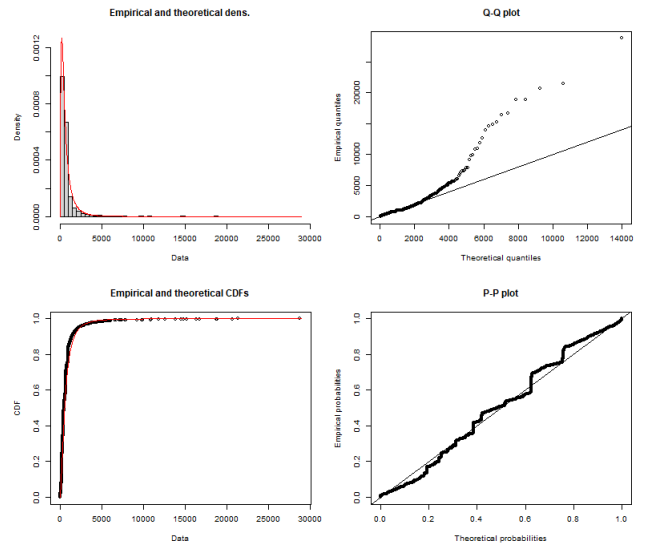 Empirical and theoretical dens.
Density
0.0000 0.0004 0.0008 0.0012
0 5000 10000 15000 20000 25000 30000
Data
Q-Q plot
Empirical quantiles
0 5000 10000 20000
0 2000 4000 6000 8000 10000 12000 14000
Theoretical quantiles
Empirical and theoretical CDFs
CDF
0.0 0.2 0.4 0.6 0.8 1.0
0 5000 10000 15000 20000 25000 30000
Data
P-P plot
Empirical probabilities
0.0 0.2 0.4 0.6 0.8 1.0
0.0 0.2 0.4 0.6 0.8 1.0
Theoretical probabilities